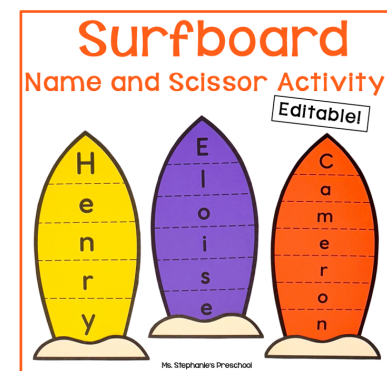 Surfboard
Name and Scissor Activity
Editable!
H
e
n
r
y
E
l
o
i
s
e
C
a
m
e
r
o
n
Ms. Stephanie's Preschool